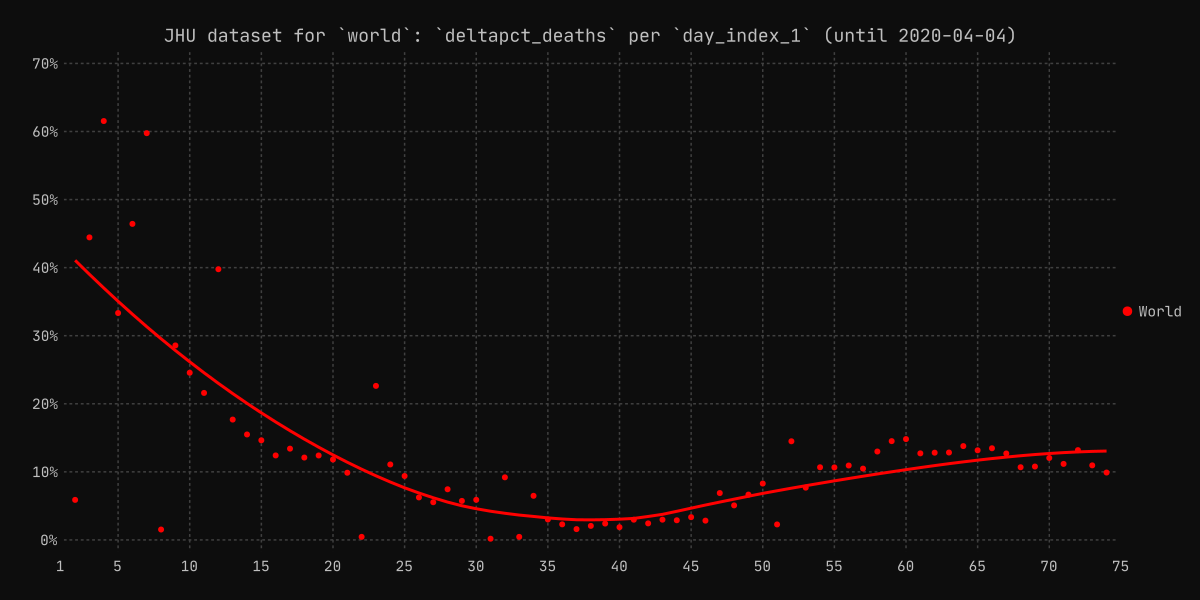 JHU dataset for `world`: `deltapct_deaths` per `day_index_1` (until 2020-04-04)
70%
60%
50%
40%
30%
20%
10%
0%
1 5 10 15 20 25 30 35 40 45 50 55 60 65 70 75
World